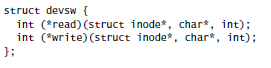 struct devsw {
  int (*read)(struct inode*, char*, int);
  int (*write)(struct inode*, char*, int);
};